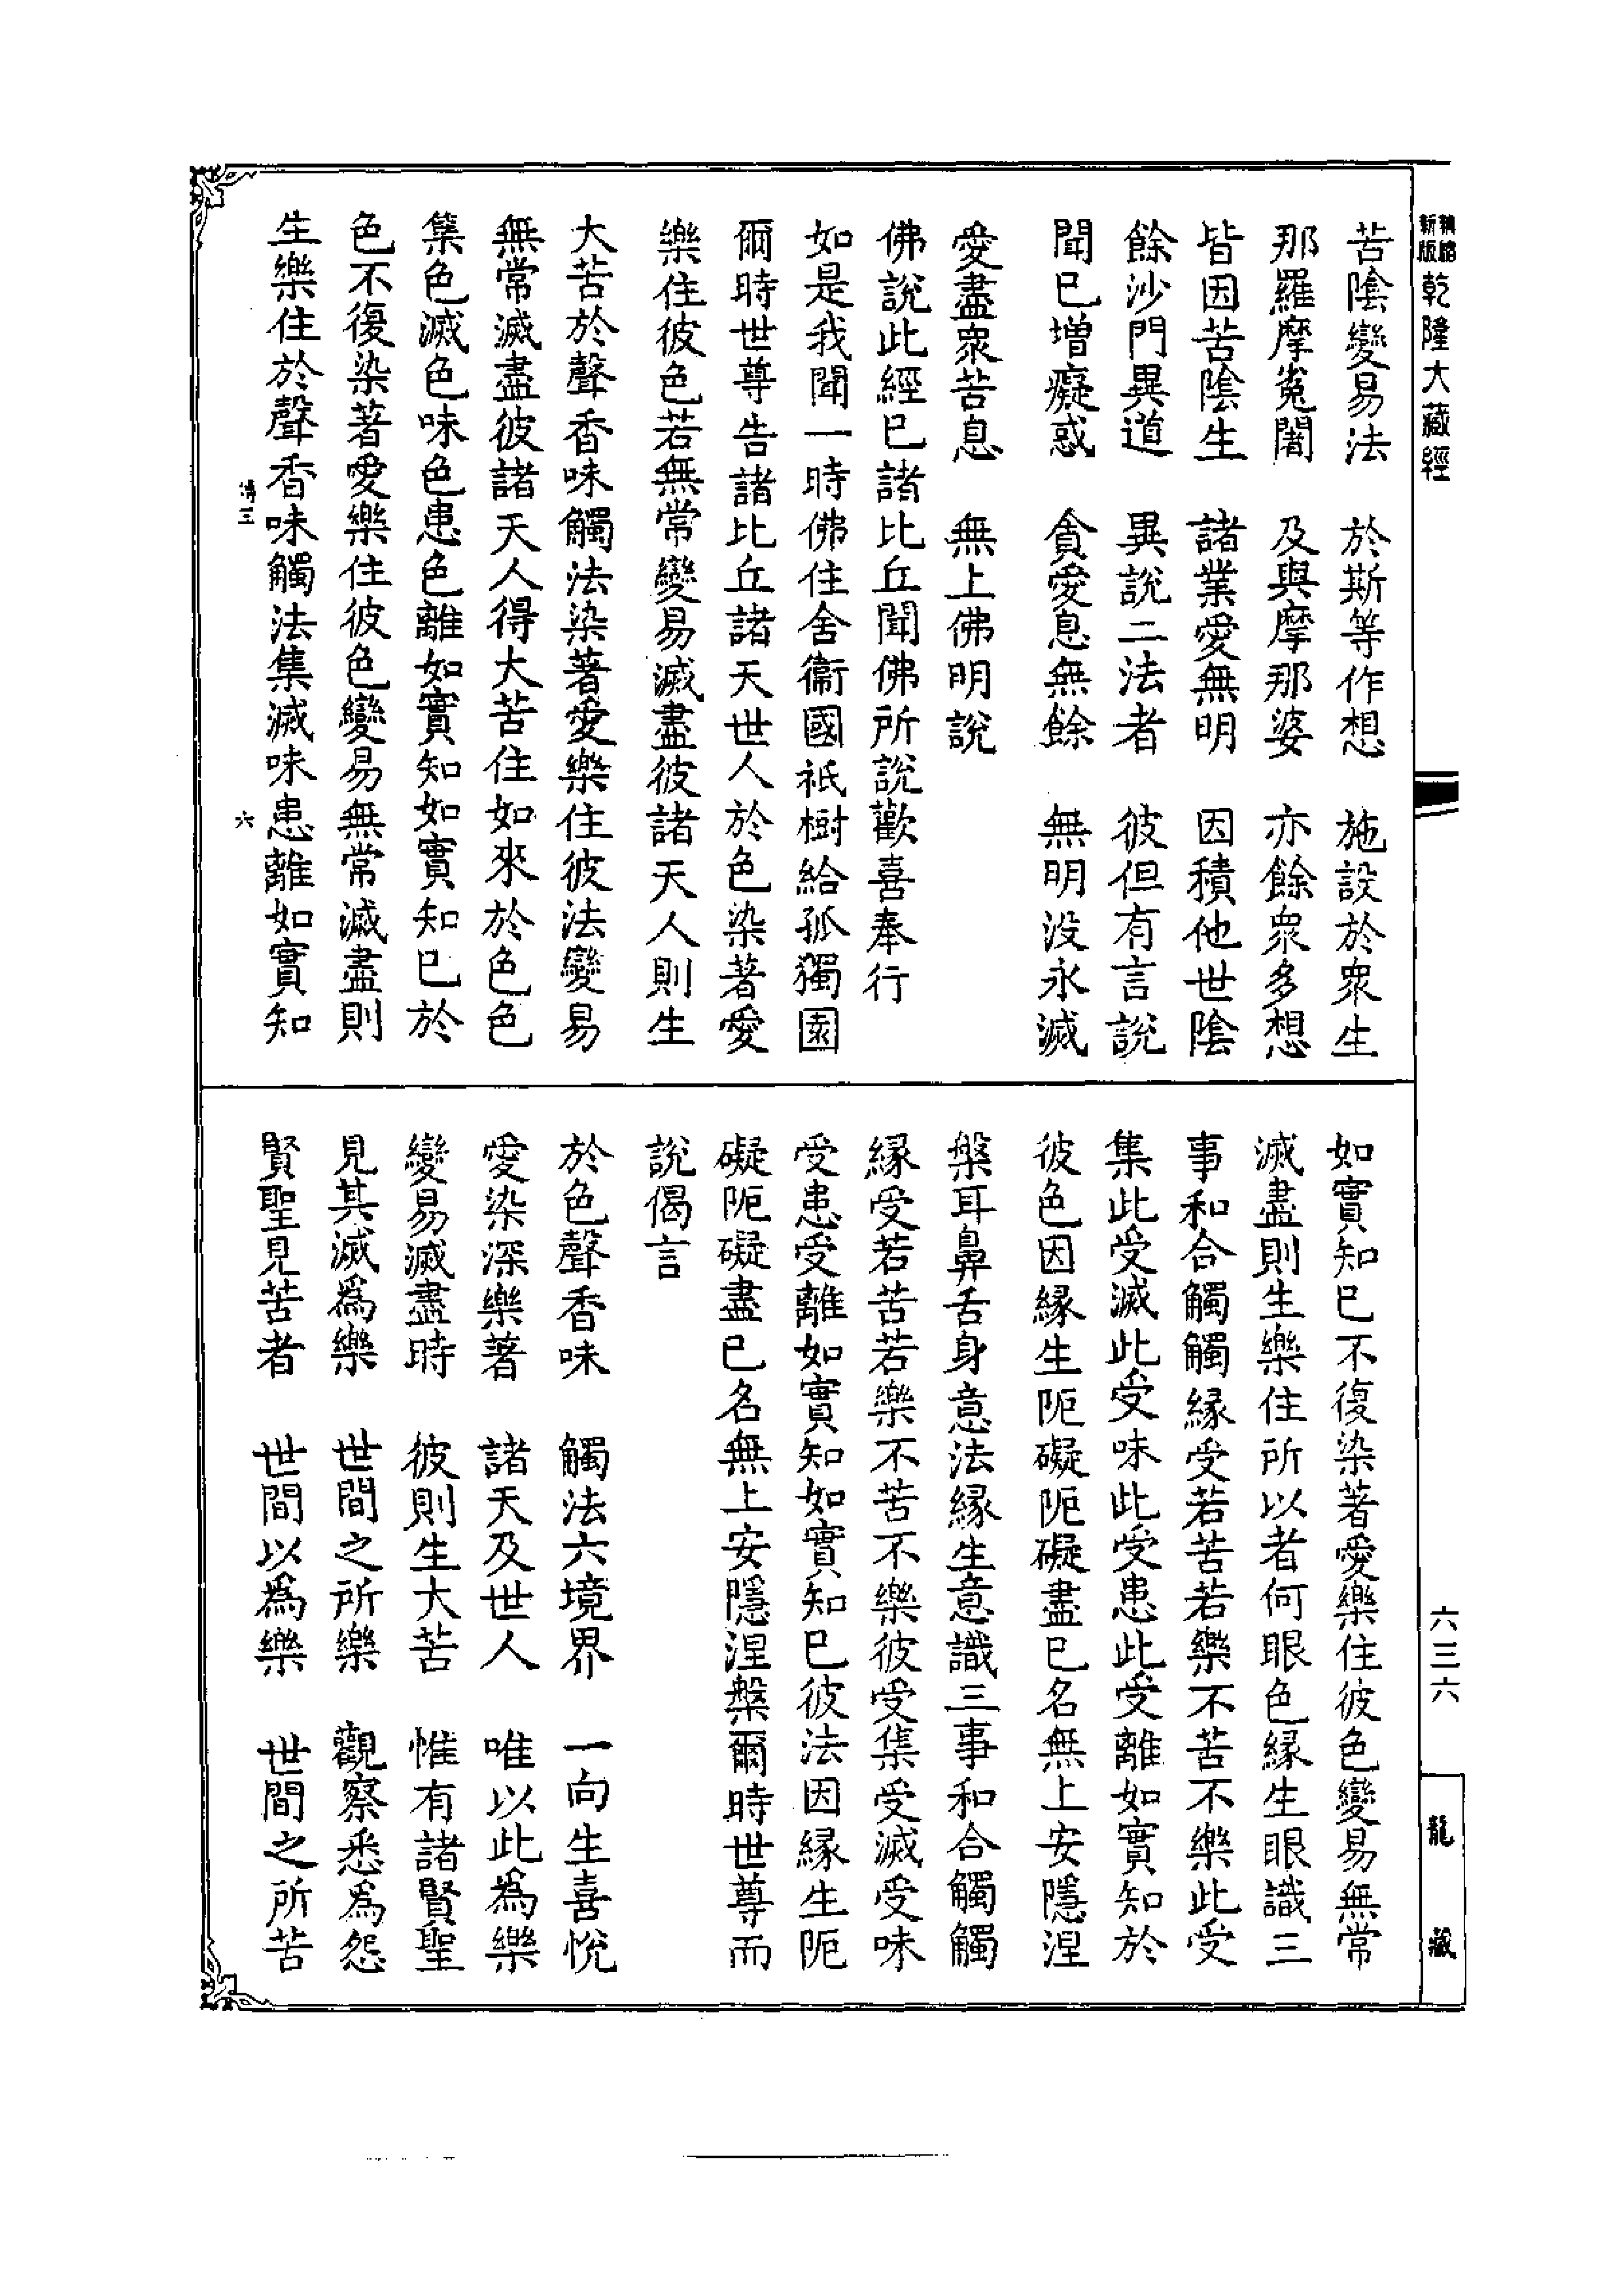 新版 精縮 乾隆大藏經
苦陰變易法　於斯等作想　施設於衆生
那羅摩㝹闍　及與摩那婆　亦餘衆多想
皆因苦陰生　諸業愛無明　因積他世陰
餘沙門異道　異說二法者　彼但有言說
聞已增癡惑　貪愛息無餘　無明没永滅
愛盡衆苦息　無上佛明說
佛說此經已諸比丘聞佛所說歡喜奉行
如是我聞一時佛住舍衞國祇樹給孤獨園
爾時世尊告諸比丘諸天世人於色染著愛
樂住彼色若無常變易滅盡彼諸天人則生
大苦於聲香味觸法染著愛樂住彼法變易
無常滅盡彼諸天人得大苦住如來於色色
集色滅色味色患色離如實知如實知已於
色不復染著愛樂住彼色變易無常滅盡則
生樂住於聲香味觸法集滅味患離如實知
六
如實知已不復染著愛樂住彼色變易無常
滅盡則生樂住所以者何眼色緣生眼識三
事和合觸觸緣受若苦若樂不苦不樂此受
集此受滅此受味此受患此受離如實知於
彼色因緣生阨礙阨礙盡已名無上安隱涅
槃耳鼻舌身意法緣生意識三事和合觸觸
緣受若苦若樂不苦不樂彼受集受滅受味
受患受離如實知如實知已彼法因緣生阨
礙阨礙盡已名無上安隱涅槃爾時世尊而
說偈言
於色聲香味　觸法六境界　一向生喜悅
愛染深樂著　諸天及世人　唯以此為樂
變易滅盡時　彼則生大苦　惟有諸賢聖
見其滅爲樂　世間之所樂　觀察悉爲怨
賢聖見苦者　世間以爲樂　世間之所苦
六三六
龍藏